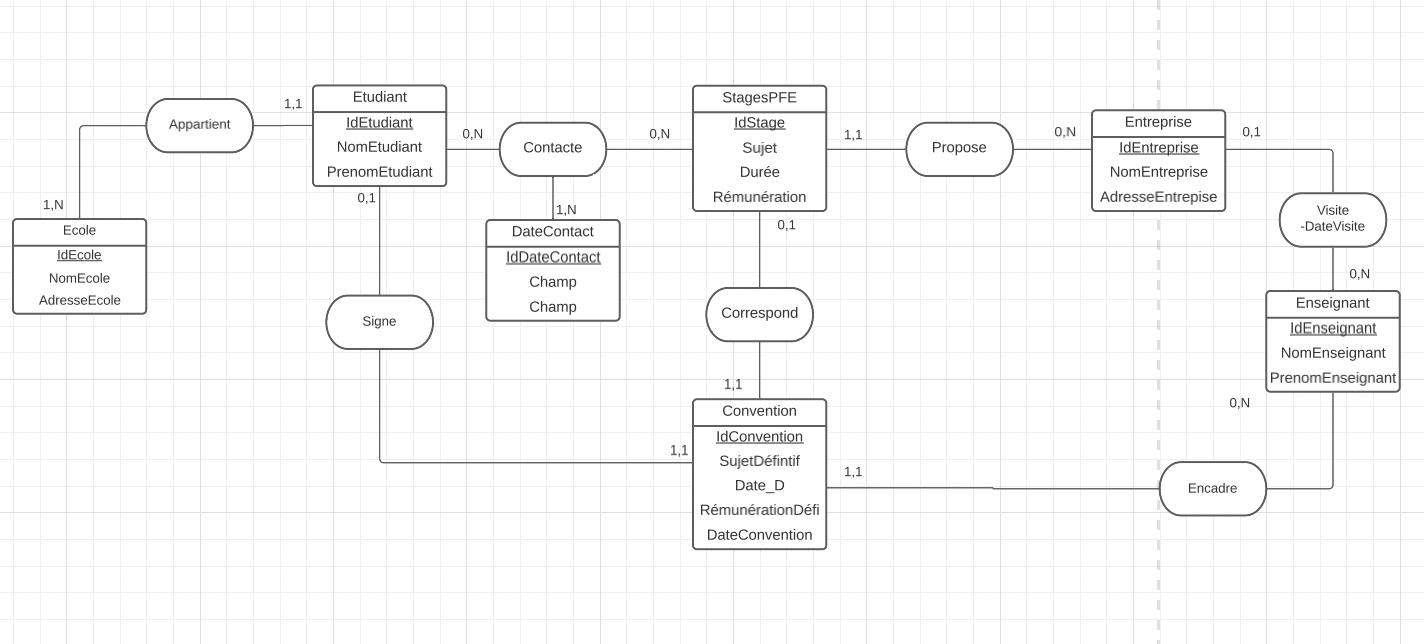 Appartient
1,1
1,N
Ecole
IdEcole
NomEcole
AdresseEcole
Etudiant
IdEtudiant
NomEtudiant
PrenomEtudiant
0,1
Signe
0,N
Contacte
0,N
1,N
DateContact
IdDateContact
Champ
Champ
StagesPFE
IdStage
Sujet
Durée
Rémunération
0,1
Correspond
1,1
1,1
Convention
IdConvention
SujetDéfintif
Date_D
RémunérationDéfi
DateConvention
1,1
1,1
Propose
0,N
Entreprise
IdEntreprise
NomEntreprise
AdresseEntrepise
0,1
Visite
-DateVisite
0,N
Enseignant
IdEnseignant
NomEnseignant
PrenomEnseignant
0,N
Encadre